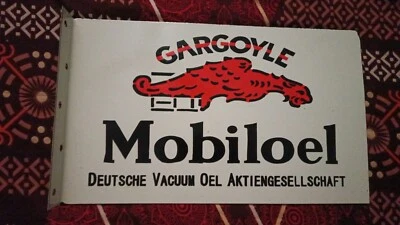 GARGOYLE
Mobiloel
DEUTSCHE VACUUM OEL AKTIENGESELLSCHAFT